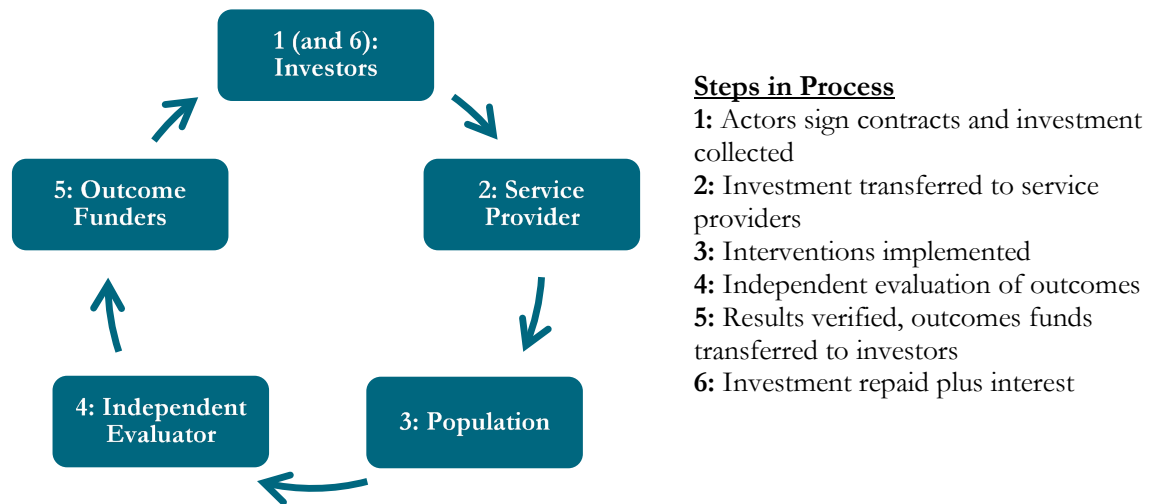 1 (and 6):
Investors
2: Service
Provider
3: Population
4: Independent
Evaluator
5: Outcome
Funders
Steps in Process
1: Actors sign contracts and investment
collected
2: Investment transferred to service
providers
3: Interventions implemented
4: Independent evaluation of outcomes
5: Results verified, outcomes funds
transferred to investors
6: Investment repaid plus interest